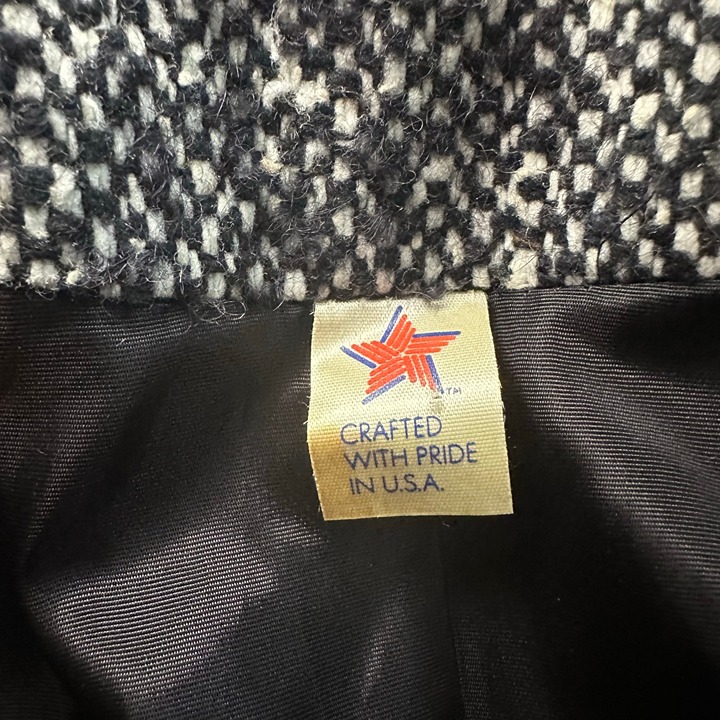 TM
CRAFTED
WITH PRIDE
IN U.S.A.